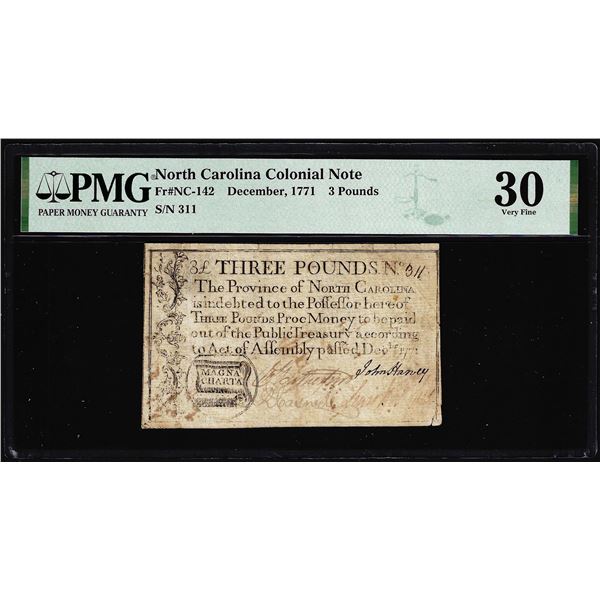 PMG
PAPER MONEY GUARANTY
North Carolina Colonial Note
Fr#NC-142 December, 1771 3 Pounds
S/N 311
30
Very Fine
3£ THREE POUNDS. No. 311
The Province of NORTH CAROLINA
is indebted to the Poſſeſſor hereof
THREE POUNDS Proc Money to be paid
out of the Public Treasury according
to Act of Aſſembly paſſed Decr. 1771
MAGNA
CHARTA
John Harvey